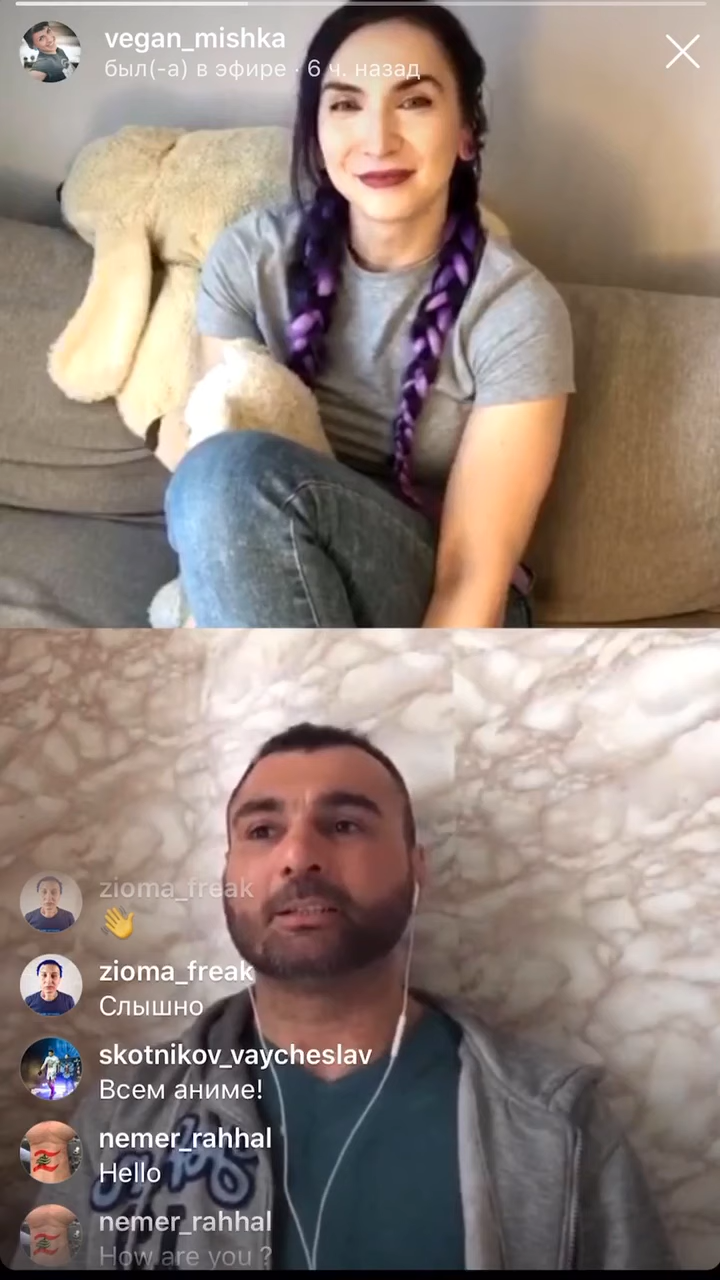 vegan_mishka
был(-а) в эфире · 6 ч. назад
zioma_freak
👋
zioma_freak
Слышно
skotnikov_vaycheslav
Всем аниме!
nemer_rahhal
Hello
nemer_rahhal
How are you ?